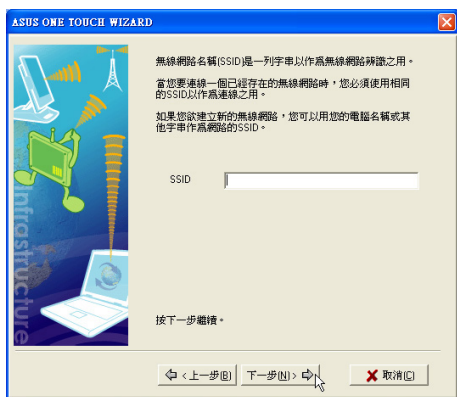 ASUS ONE TOUCH WIZARD
無線網路名稱(SSID)是一列字串以作為無線網路辨識之用。
當您要連線一個已經存在的無線網路時，您必須使用相同
的SSID以作為連線之用。
如果您欲建立新的無線網路，您可以用您的電腦名稱或其
他字串作為網路的SSID。
SSID
Infrastructure
按下一步繼續。
< 上一步(B)
下一步(N) >
取消(C)